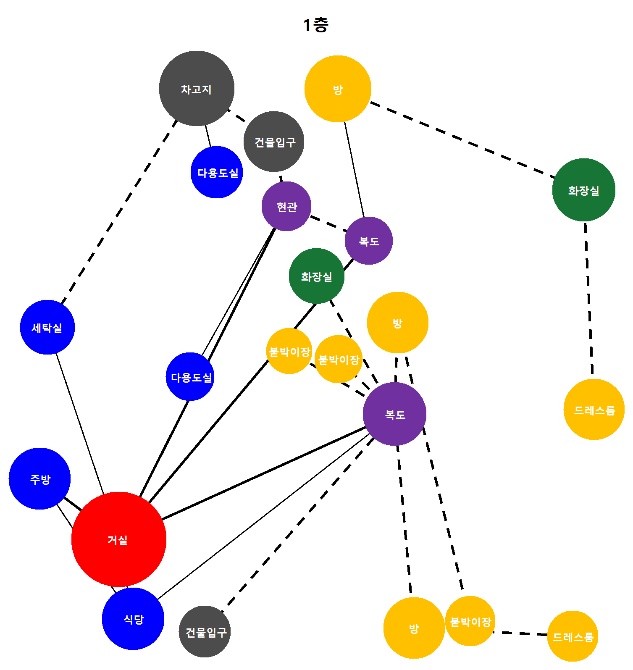 1층
차고지
방
건물입구
다용도실
화장실
현관
복도
화장실
세탁실
방
붙박이장
붙박이장
다용도실
드레스룸
복도
주방
거실
식당
건물입구
방
붙박이장
드레스룸